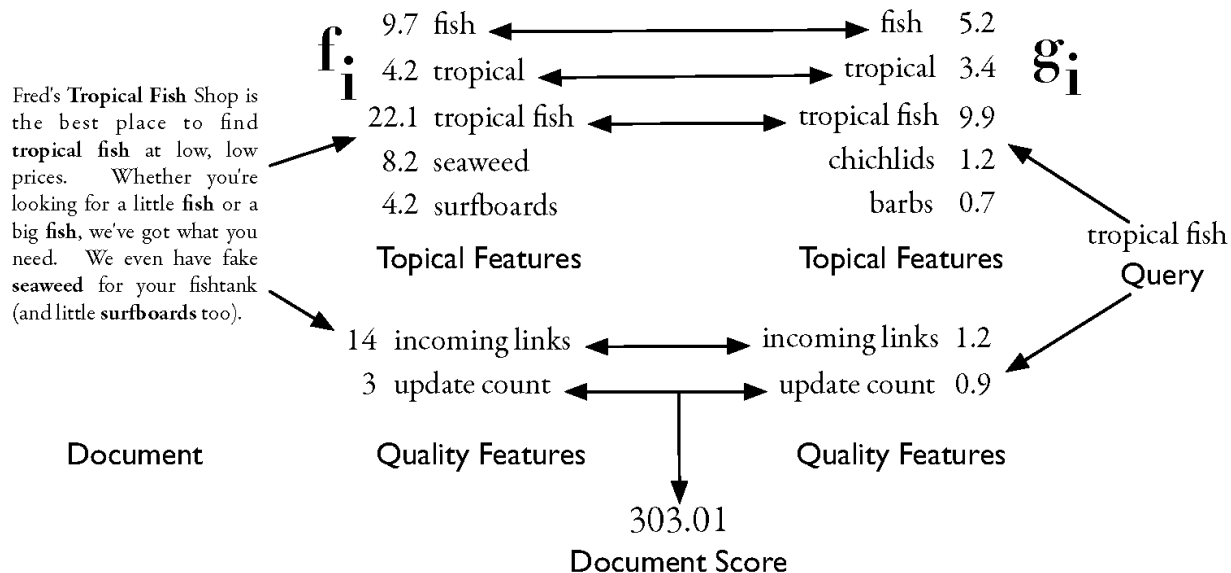 f_i
9.7 fish
4.2 tropical
22.1 tropical fish
8.2 seaweed
4.2 surfboards
Topical Features
fish 5.2
tropical 3.4
tropical fish 9.9
chichlids 1.2
barbs 0.7
Topical Features
g_i
Fred's Tropical Fish Shop is
the best place to find
tropical fish at low, low
prices. Whether you're
looking for a little fish or a
big fish, we've got what you
need. We even have fake
seaweed for your fishtank
(and little surfboards too).
tropical fish
Query
14 incoming links
3 update count
Quality Features
incoming links 1.2
update count 0.9
Quality Features
Document
303.01
Document Score